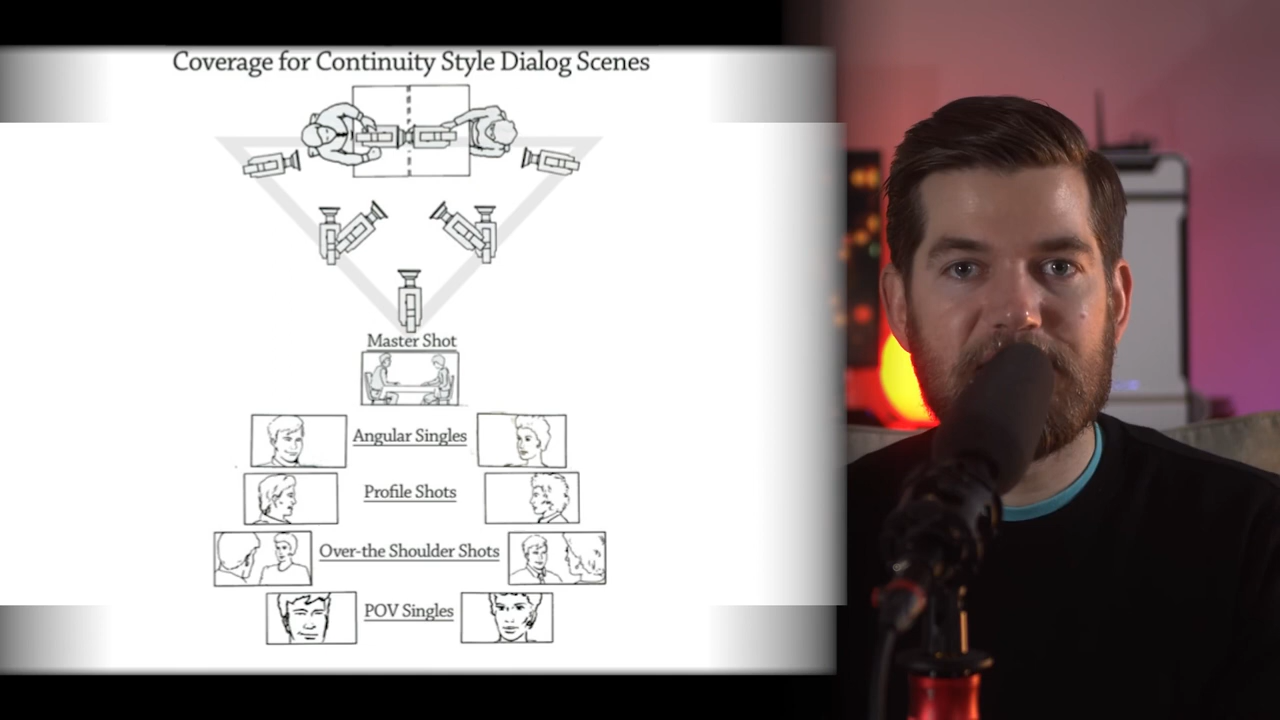 Coverage for Continuity Style Dialog Scenes
Master Shot
Angular Singles
Profile Shots
Over-the Shoulder Shots
POV Singles